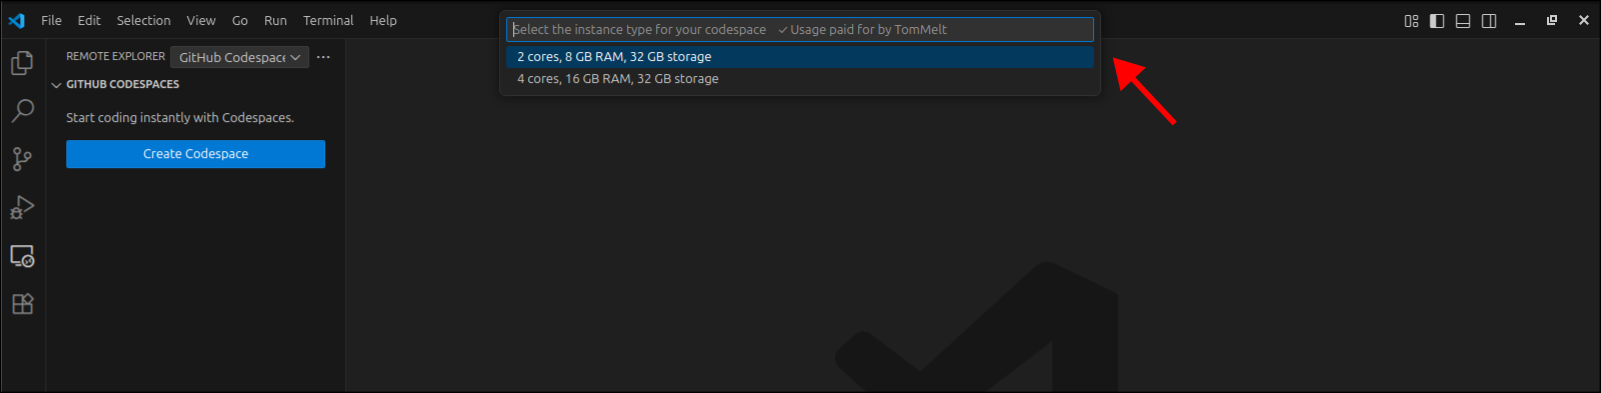 File Edit Selection View Go Run Terminal Help
Select the instance type for your codespace ✓ Usage paid for by TomMelt
2 cores, 8 GB RAM, 32 GB storage
4 cores, 16 GB RAM, 32 GB storage
REMOTE EXPLORER GitHub Codespace
GITHUB CODESPACES
Start coding instantly with Codespaces.
Create Codespace